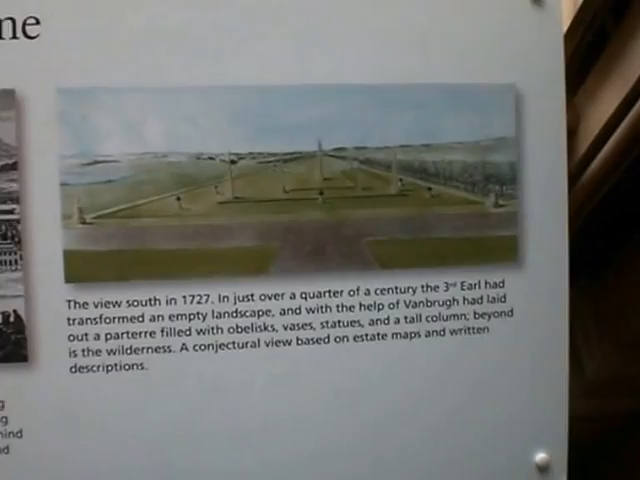 ne
The view south in 1727. In just over a quarter of a century the 3rd Earl had
transformed an empty landscape, and with the help of Vanbrugh had laid
out a parterre filled with obelisks, vases, statues, and a tall column; beyond
is the wilderness. A conjectural view based on estate maps and written
descriptions.
g
g
hind
d